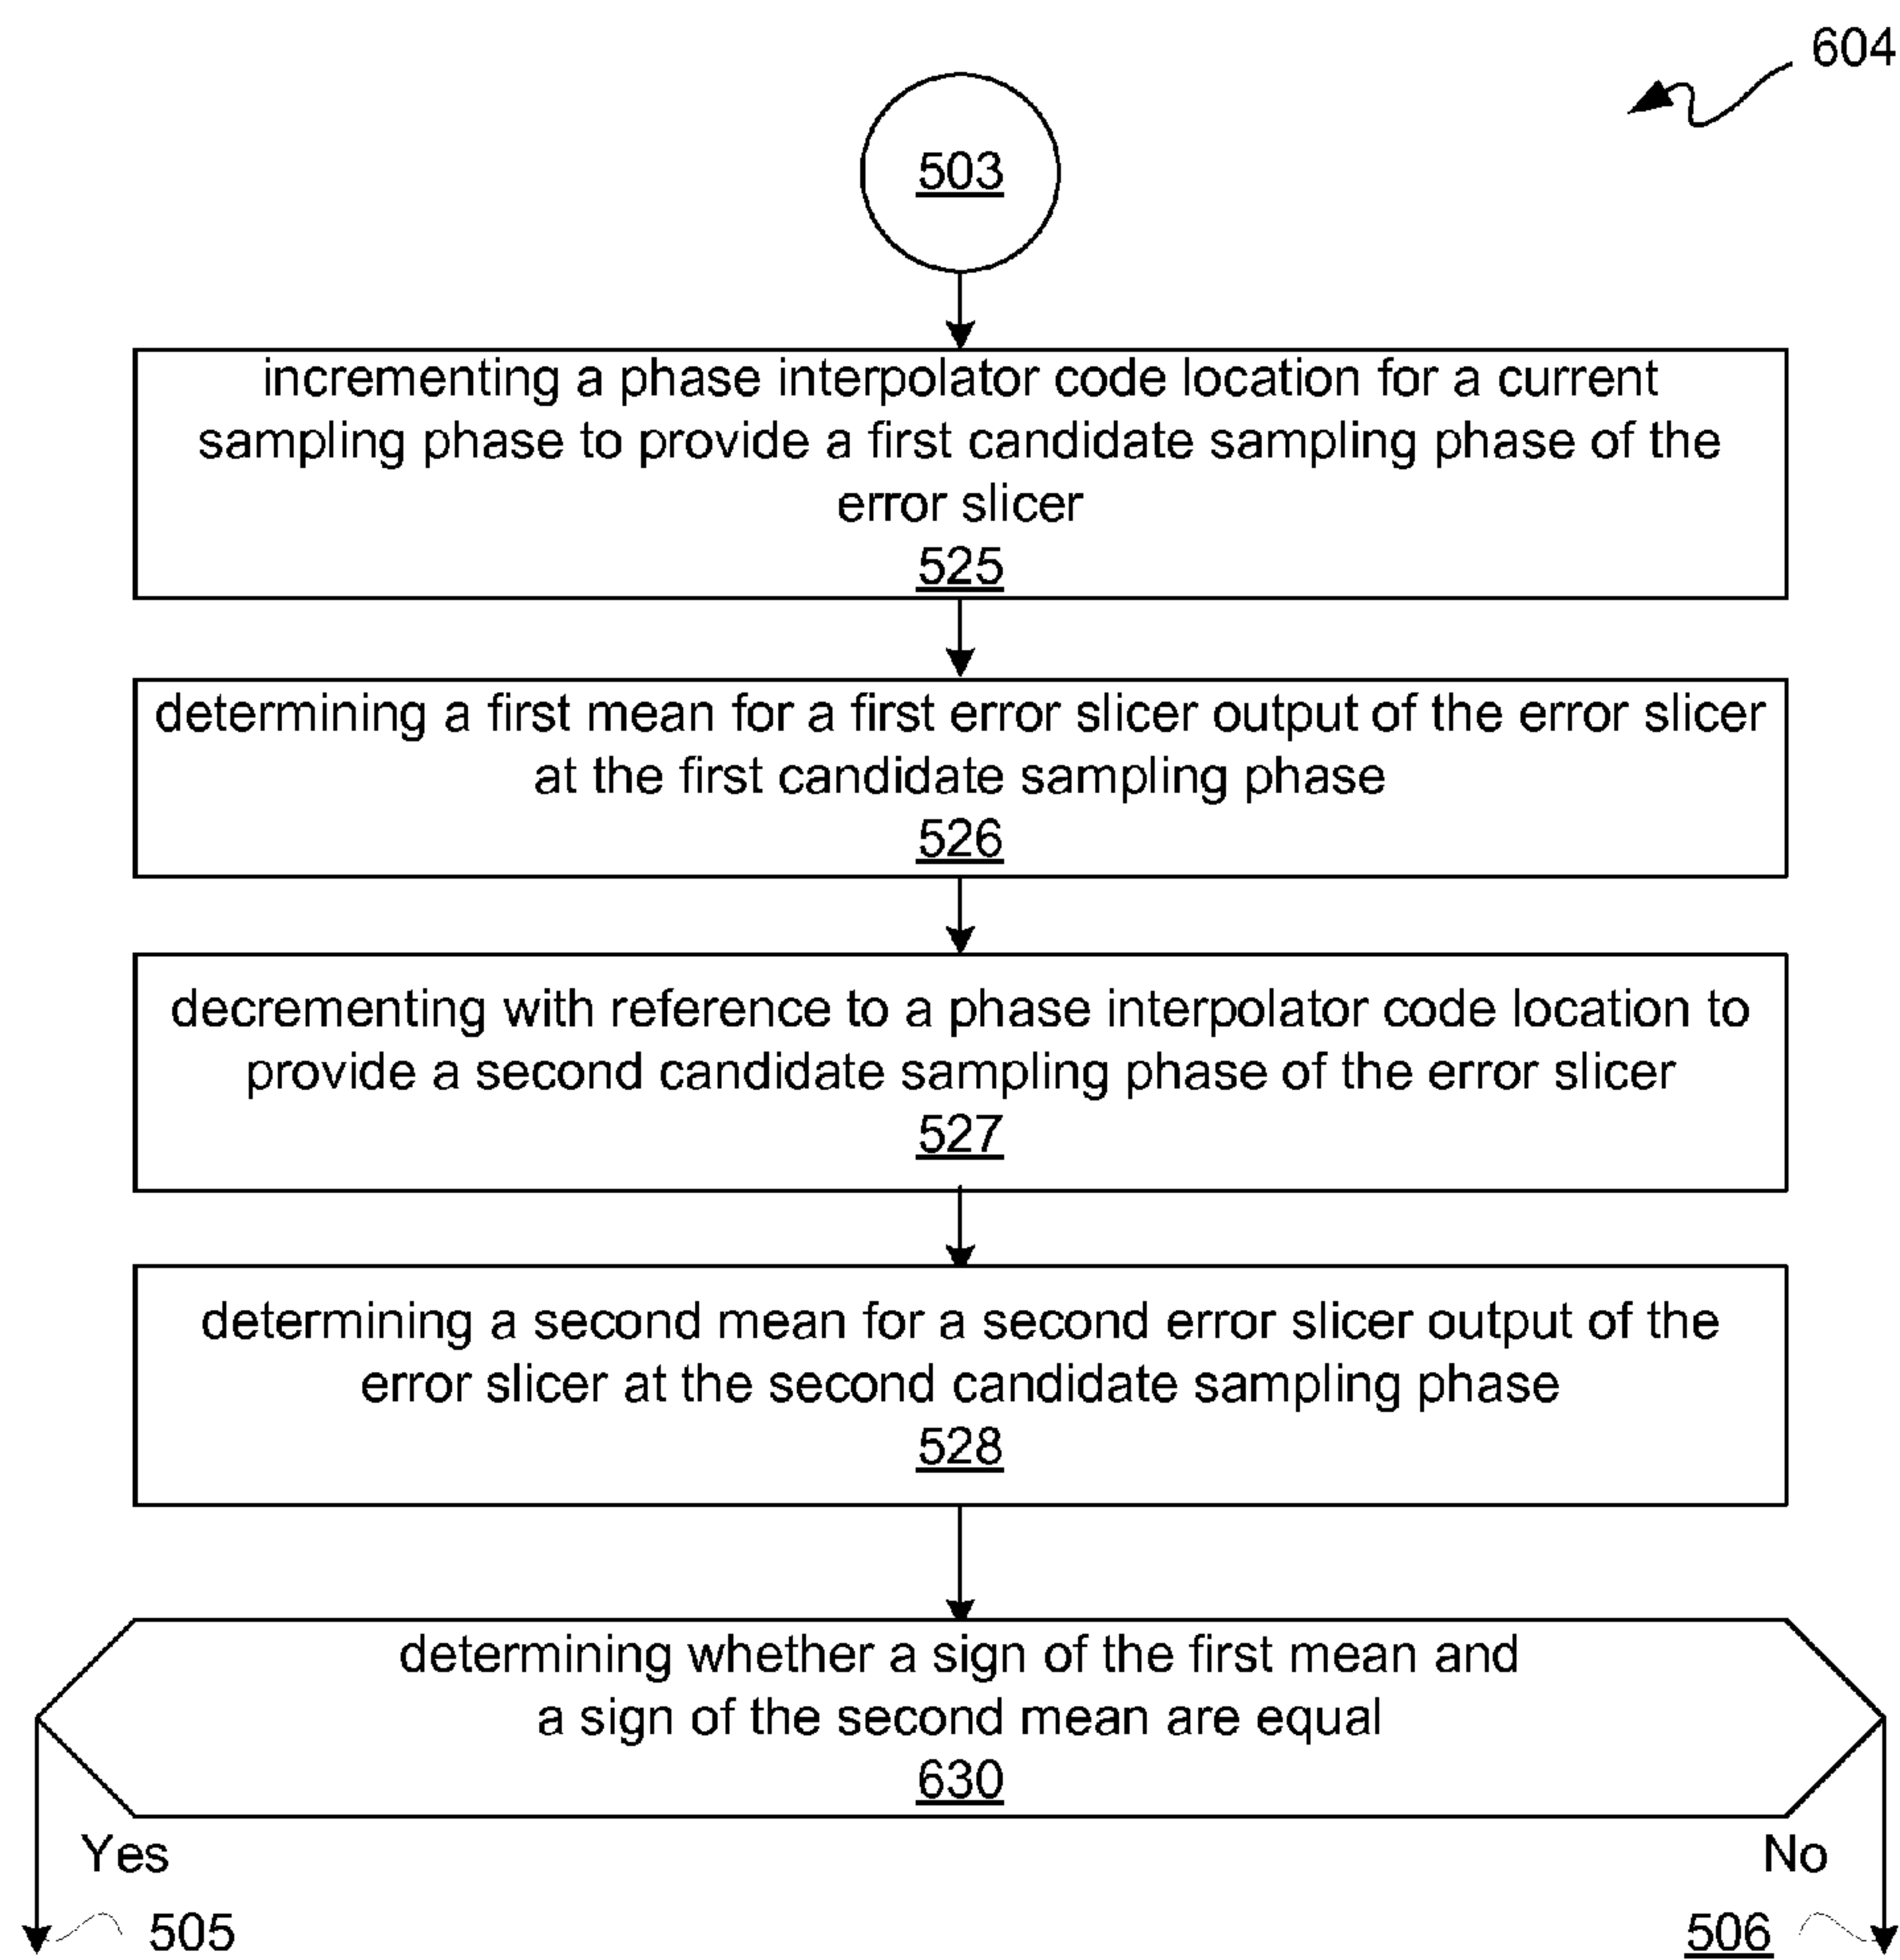 604
503
incrementing a phase interpolator code location for a current
sampling phase to provide a first candidate sampling phase of the
error slicer
525
determining a first mean for a first error slicer output of the error slicer
at the first candidate sampling phase
526
decrementing with reference to a phase interpolator code location to
provide a second candidate sampling phase of the error slicer
527
determining a second mean for a second error slicer output of the
error slicer at the second candidate sampling phase
528
determining whether a sign of the first mean and
a sign of the second mean are equal
630
Yes
No
505
506